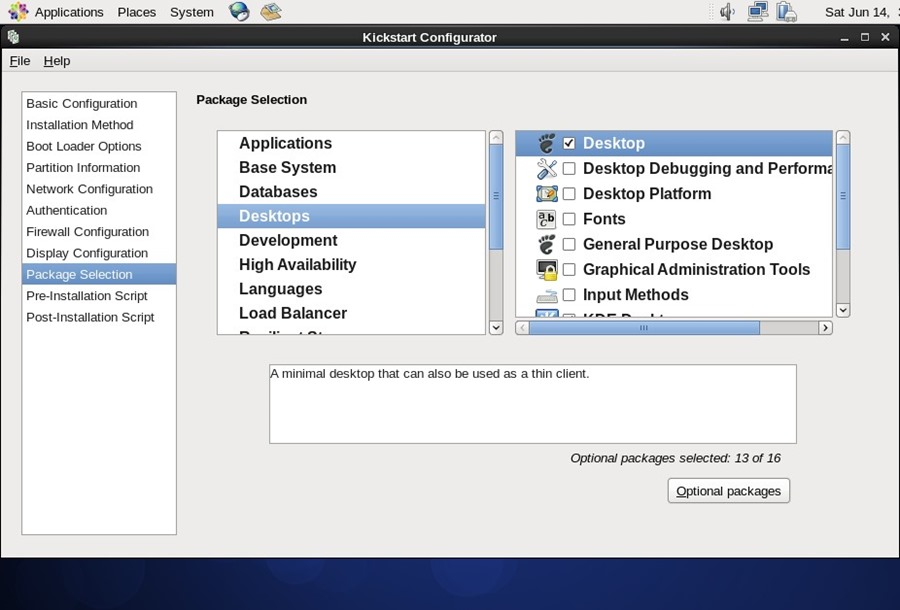 Applications Places System
Sat Jun 14,
Kickstart Configurator
File Help
Basic Configuration
Installation Method
Boot Loader Options
Partition Information
Network Configuration
Authentication
Firewall Configuration
Display Configuration
Package Selection
Pre-Installation Script
Post-Installation Script
Package Selection
Applications
Base System
Databases
Desktops
Development
High Availability
Languages
Load Balancer
Desktop
Desktop Debugging and Performa
Desktop Platform
Fonts
General Purpose Desktop
Graphical Administration Tools
Input Methods
A minimal desktop that can also be used as a thin client.
Optional packages selected: 13 of 16
Optional packages